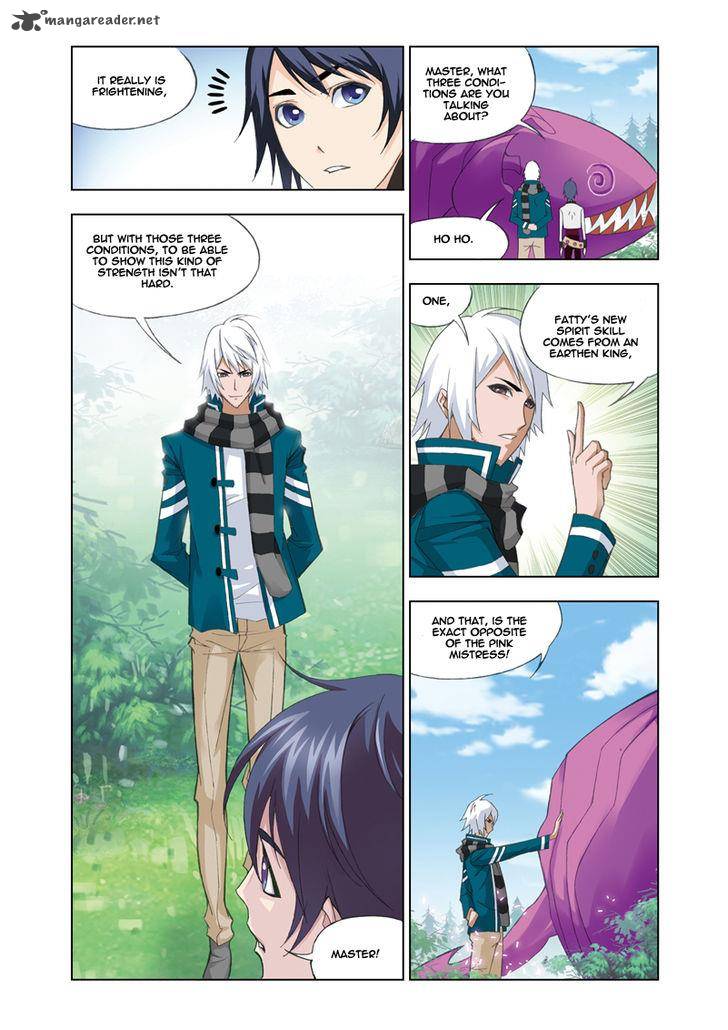 mangareader.net
IT REALLY IS
FRIGHTENING,
BUT WITH THOSE THREE
CONDITIONS, TO BE ABLE
TO SHOW THIS KIND OF
STRENGTH ISN'T THAT
HARD.
MASTER!
MASTER, WHAT
THREE CONDI-
TIONS ARE YOU
TALKING
ABOUT?
HO HO.
ONE,
FATTY'S NEW
SPIRIT SKILL
COMES FROM AN
EARTHEN KING,
AND THAT, IS THE
EXACT OPPOSITE
OF THE PINK
MISTRESS!